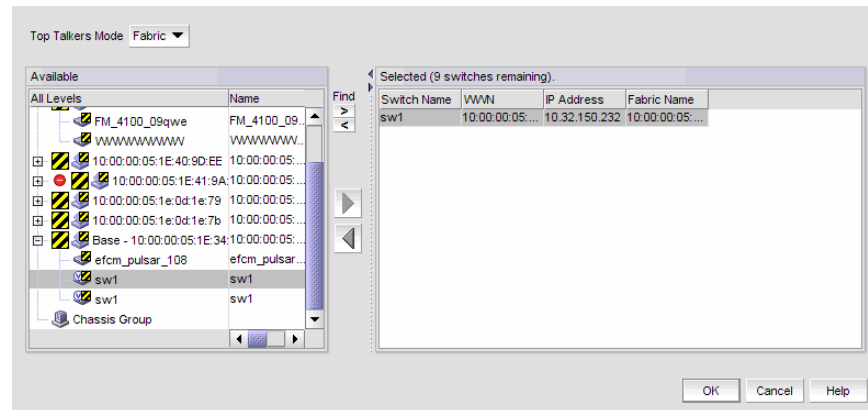 Top Talkers Mode Fabric
Available
All Levels Name
FM_4100_09qwe FM_4100_09..
10:00:00:05:1E:40:9D:EE 10:00:00:05:...
10:00:00:05:1E:41:9A: 10:00:00:05:...
10:00:00:05:1e:0d:1e:79 10:00:00:05:...
10:00:00:05:1e:0d:1e:7b 10:00:00:05:...
Base - 10:00:00:05:1E:34: 10:00:00:05:...
efcm_pulsar_108 efcm_pulsar...
sw1 sw1
sw1 sw1
Chassis Group
Find
>
<
Selected (9 switches remaining).
Switch Name WWN IP Address Fabric Name
sw1 10:00:00:05:... 10.32.150.232 10:00:00:05:...
OK Cancel Help